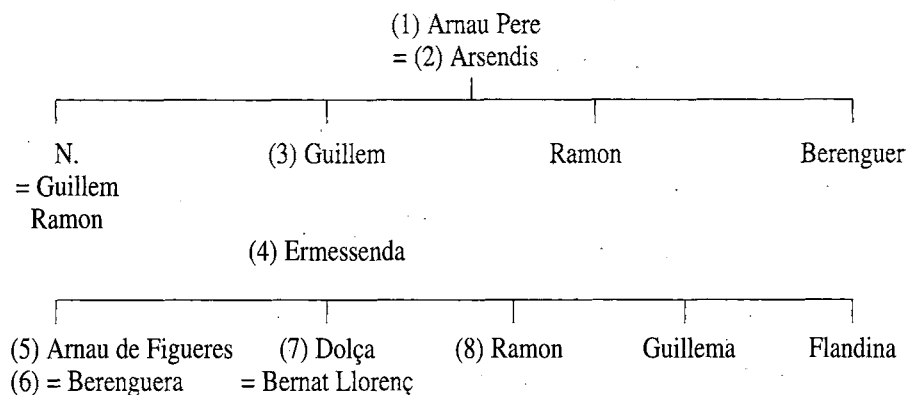 (1) Arnau Pere
= (2) Arsendis
N. (3) Guillem Ramon Berenguer
= Guillem
Ramon
(4) Ermessenda
(5) Arnau de Figueres (7) Dolça (8) Ramon Guillema Flandina
(6) = Berenguera = Bernat Llorenç